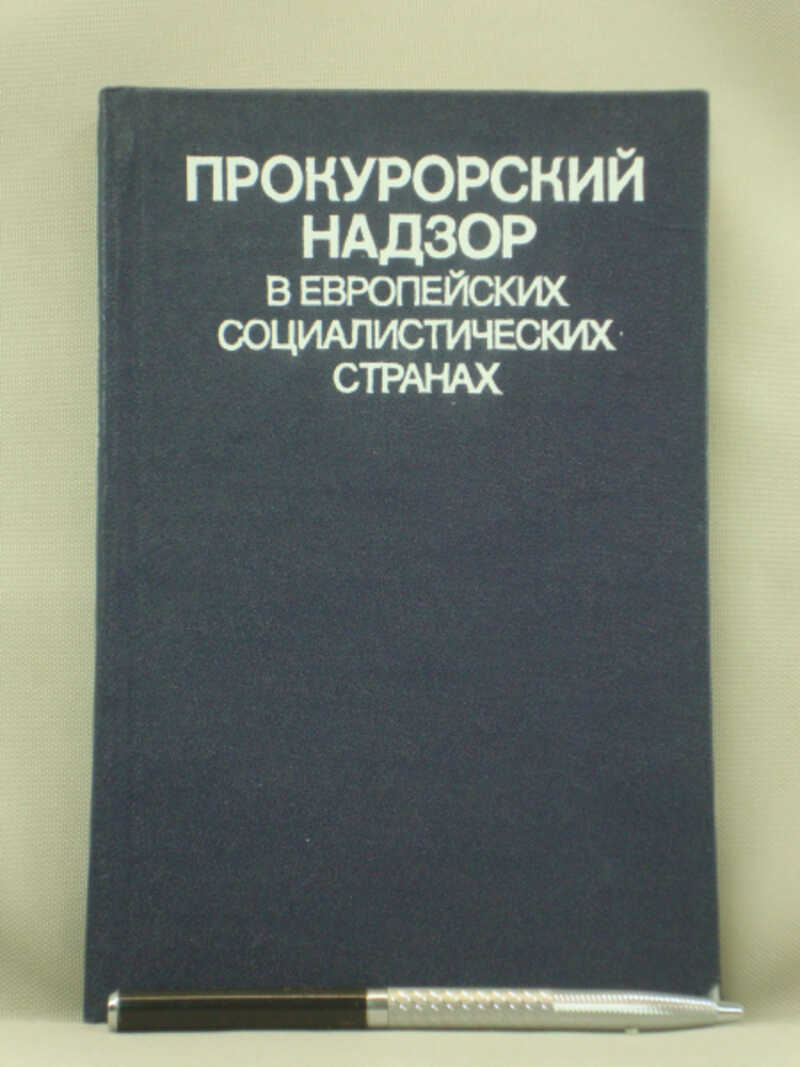 ПРОКУРОРСКИЙ
НАДЗОР
В ЕВРОПЕЙСКИХ
СОЦИАЛИСТИЧЕСКИХ
СТРАНАХ